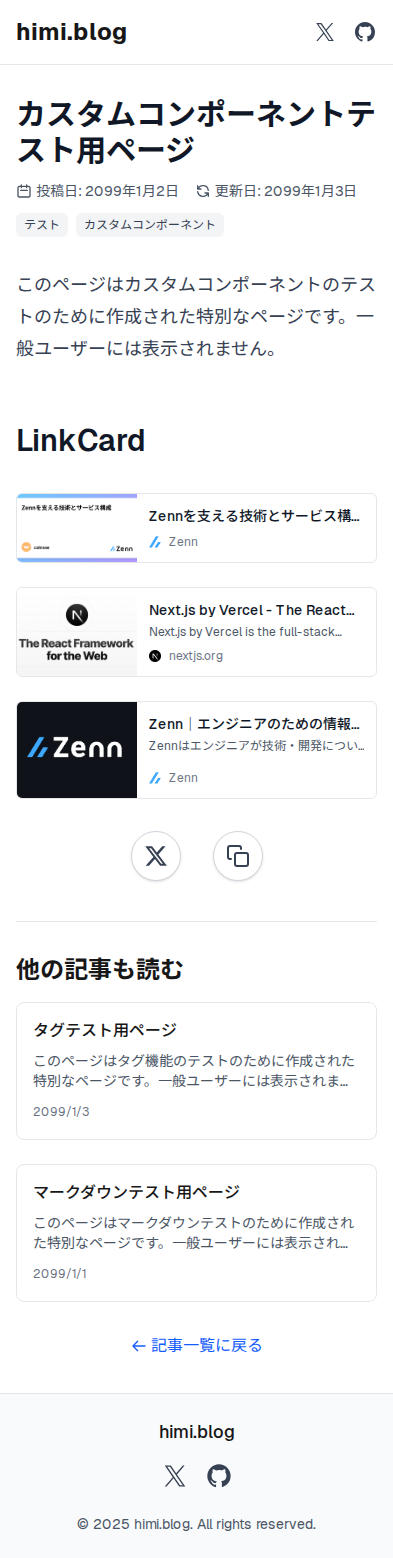 himi.blog
カスタムコンポーネントテ
スト用ページ
投稿日: 2099年1月2日 更新日: 2099年1月3日
テスト カスタムコンポーネント
このページはカスタムコンポーネントのテス
トのために作成された特別なページです。一
般ユーザーには表示されません。
LinkCard
Zennを支える技術とサービス構成
catnose
Zenn
Zennを支える技術とサービス構…
Zenn
The React Framework
for the Web
Next.js by Vercel - The React…
Next.js by Vercel is the full-stack…
nextjs.org
Zenn
Zenn｜エンジニアのための情報…
Zennはエンジニアが技術・開発につい…
Zenn
他の記事も読む
タグテスト用ページ
このページはタグ機能のテストのために作成された
特別なページです。一般ユーザーには表示されま…
2099/1/3
マークダウンテスト用ページ
このページはマークダウンテストのために作成され
た特別なページです。一般ユーザーには表示され…
2099/1/1
← 記事一覧に戻る
himi.blog
© 2025 himi.blog. All rights reserved.